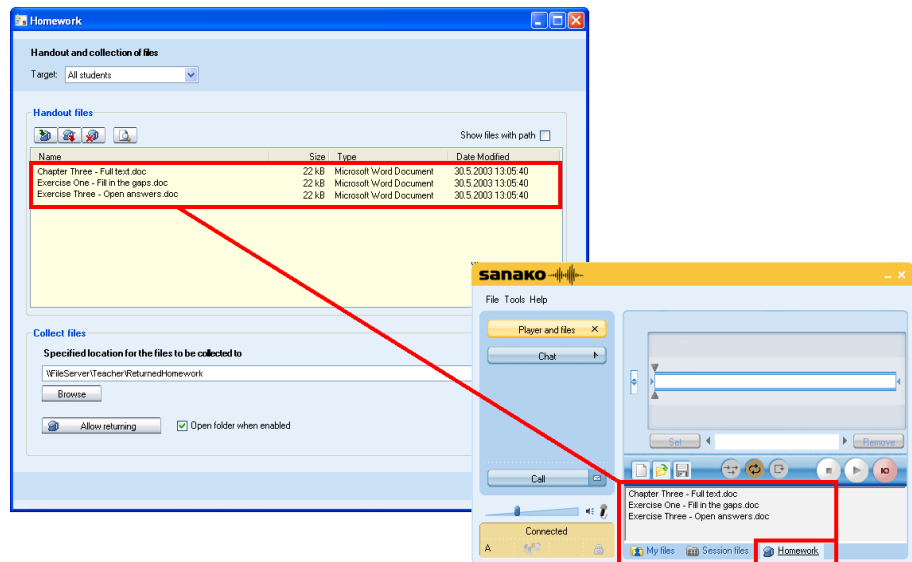 Homework
Handout and collection of files
Target: All students
Handout files
Show files with path
Name Size Type Date Modified
Chapter Three - Full text.doc 22 kB Microsoft Word Document 30.5.2003 13:05:40
Exercise One - Fill in the gaps.doc 22 kB Microsoft Word Document 30.5.2003 13:05:40
Exercise Three - Open answers.doc 22 kB Microsoft Word Document 30.5.2003 13:05:40
Collect files
Specified location for the files to be collected to
\\FileServer\Teacher\ReturnedHomework
Browse
Allow returning Open folder when enabled
sanako
File Tools Help
Player and files
Chat
Set Remove
Call
Chapter Three - Full text.doc
Exercise One - Fill in the gaps.doc
Exercise Three - Open answers.doc
Connected
A
My files Session files Homework